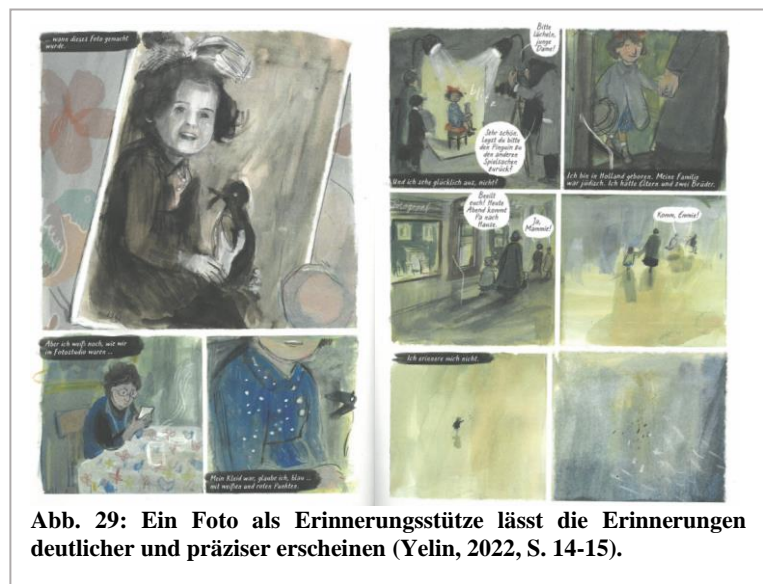 ... wann dieses Foto gemacht
wurde.
Aber ich weiß noch, wie wir
im Fotostudio waren ...
Mein Kleid war, glaube ich, blau ...
mit weißen und roten Punkten.
Bitte
lächeln,
junge
Dame!
Sehr schön.
Legst du bitte
den Pinguin zu
den anderen
Spielsachen
zurück?
Und ich sehe glücklich aus, nicht?
Ich bin in Holland geboren. Meine Familie
war jüdisch. Ich hatte Eltern und zwei Brüder.
Beeilt
euch! Heute
Abend kommt
Pa nach
Hause.
Ja,
Mammie!
Komm, Emmie!
Ich erinnere mich nicht.
Abb. 29: Ein Foto als Erinnerungsstütze lässt die Erinnerungen
deutlicher und präziser erscheinen (Yelin, 2022, S. 14-15).